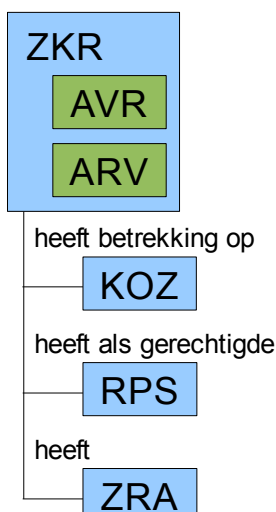 ZKR
AVR
ARV
heeft betrekking op
KOZ
heeft als gerechtigde
RPS
heeft
ZRA